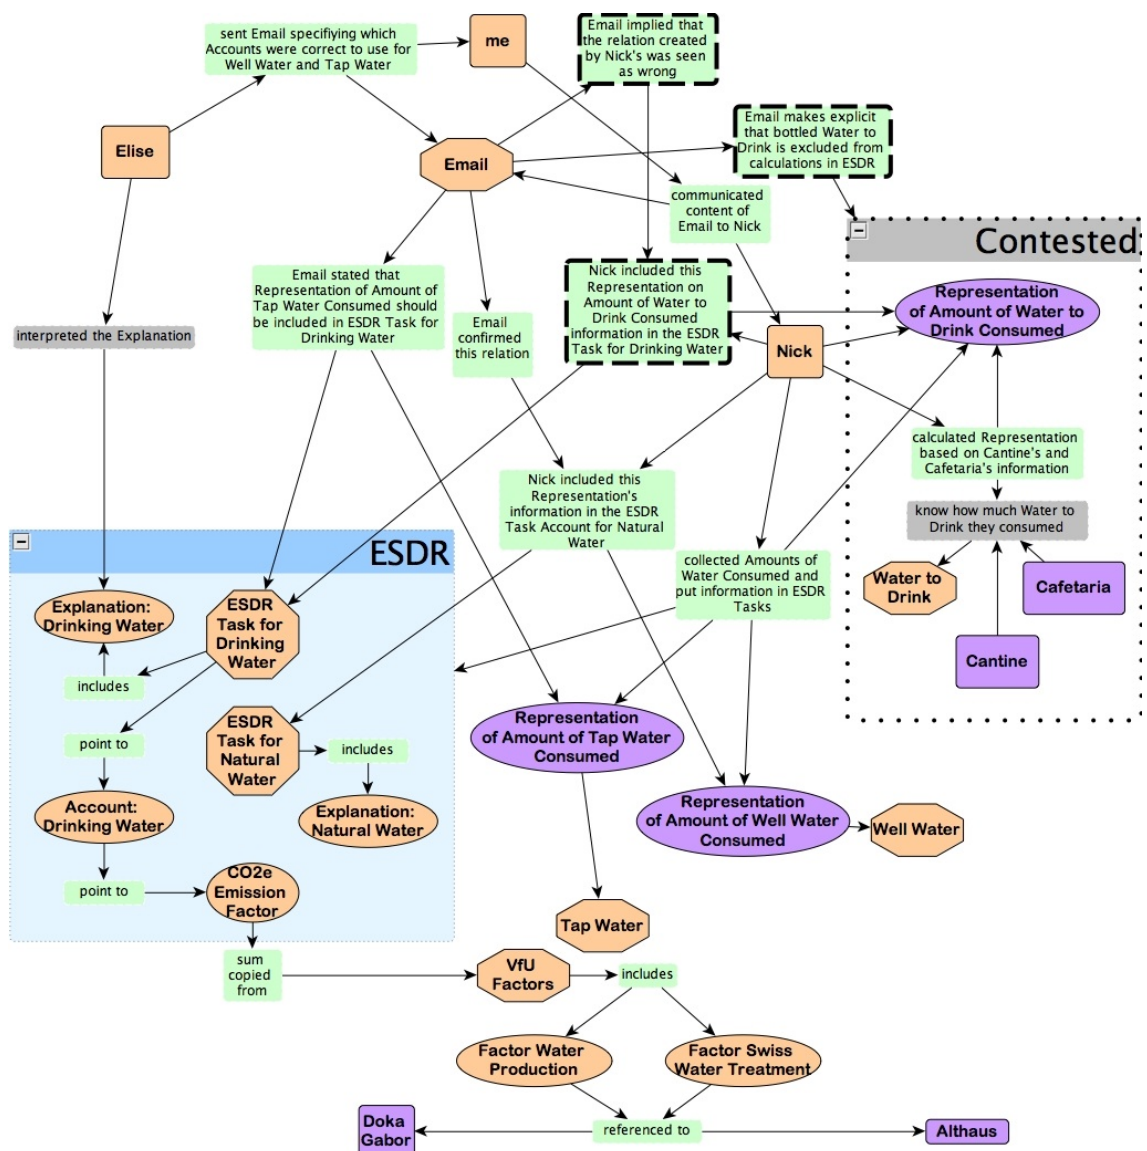 sent Email specifiying which
Accounts were correct to use for
Well Water and Tap Water
me
Email implied that
the relation created
by Nick's was seen
as wrong
Elise
Email
Email makes explicit
that bottled Water to
Drink is excluded from
calculations in ESDR
communicated
content of
Email to Nick
Contested
Email stated that
Representation of Amount of
Tap Water Consumed should
be included in ESDR Task for
Drinking Water
Nick included this
Representation on
Amount of Water to
Drink Consumed
information in the ESDR
Task for Drinking Water
Representation
of Amount of Water to
Drink Consumed
interpreted the Explanation
Email
confirmed
this relation
Nick
calculated Representation
based on Cantine's and
Cafetaria's information
Nick included this
Representation's
information in the ESDR
Task Account for Natural
Water
know how much Water to
Drink they consumed
ESDR
collected Amounts of
Water Consumed and
put information in ESDR
Tasks
Water to
Drink
Cafetaria
Cantine
Explanation:
Drinking Water
ESDR
Task for
Drinking
Water
includes
point to
ESDR
Task for
Natural
Water
includes
Representation
of Amount of Tap Water
Consumed
Account:
Drinking Water
Explanation:
Natural Water
Representation
of Amount of Well Water
Consumed
Well Water
point to
CO2e
Emission
Factor
Tap Water
sum
copied
from
VfU
Factors
includes
Factor Water
Production
Factor Swiss
Water Treatment
Doka
Gabor
referenced to
Althaus